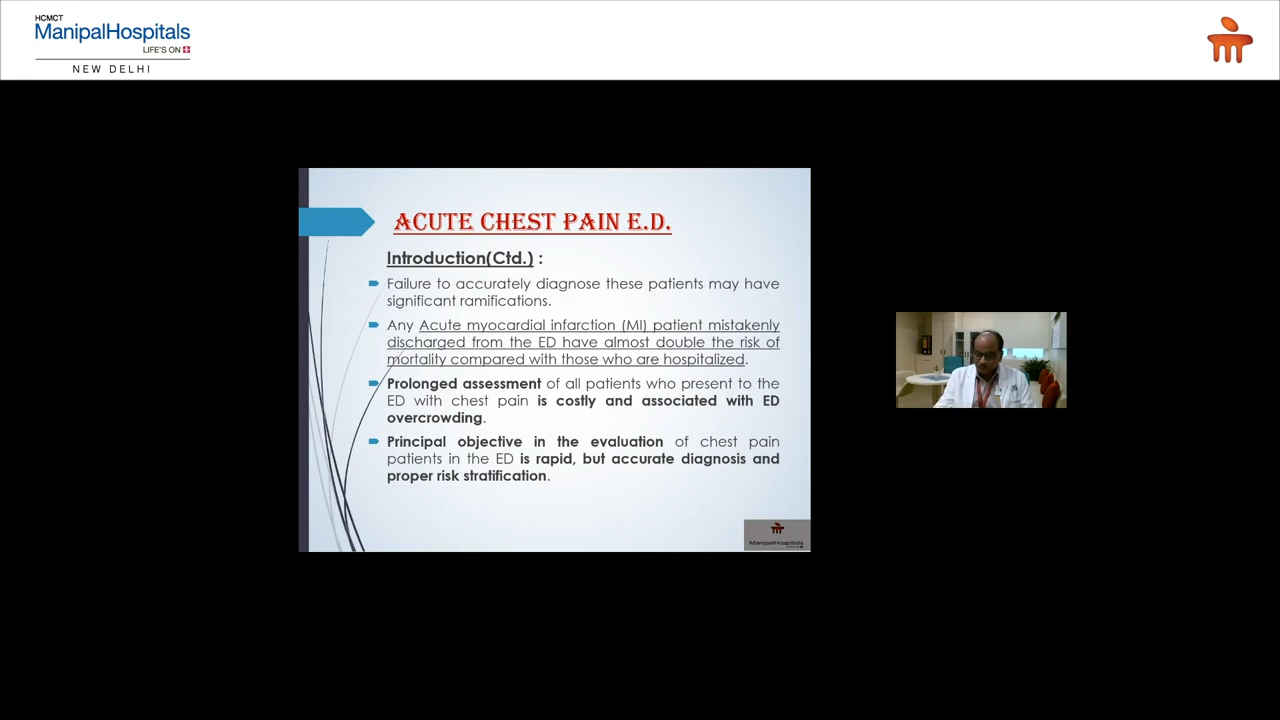 HCMCT
ManipalHospitals
LIFE'S ON
NEW DELHI
ACUTE CHEST PAIN E.D.
Introduction(Ctd.) :
Failure to accurately diagnose these patients may have
significant ramifications.
Any Acute myocardial infarction (MI) patient mistakenly
discharged from the ED have almost double the risk of
mortality compared with those who are hospitalized.
Prolonged assessment of all patients who present to the
ED with chest pain is costly and associated with ED
overcrowding.
Principal objective in the evaluation of chest pain
patients in the ED is rapid, but accurate diagnosis and
proper risk stratification.
ManipalHospitals